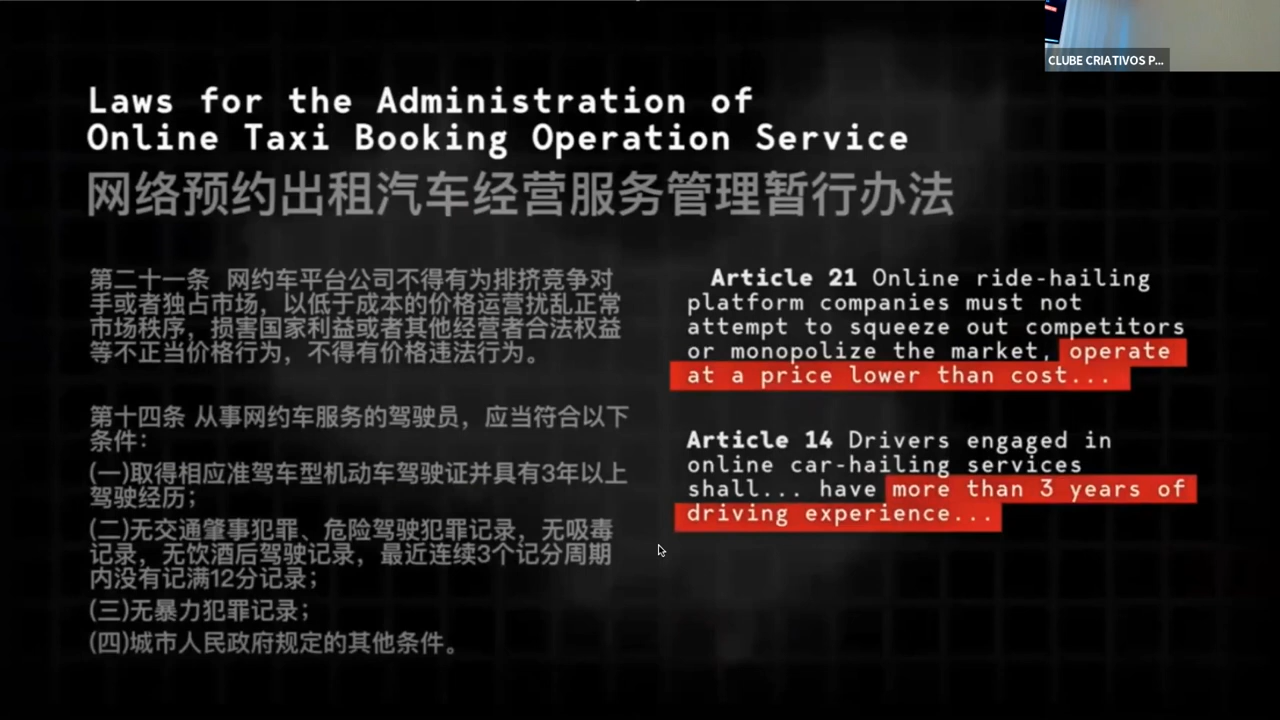 CLUBE CRIATIVOS P...
Laws for the Administration of
Online Taxi Booking Operation Service
网络预约出租汽车经营服务管理暂行办法
第二十一条 网约车平台公司不得有为排挤竞争对
手或者独占市场，以低于成本的价格运营扰乱正常
市场秩序，损害国家利益或者其他经营者合法权益
等不正当价格行为，不得有价格违法行为。
第十四条 从事网约车服务的驾驶员，应当符合以下
条件：
(一)取得相应准驾车型机动车驾驶证并具有3年以上
驾驶经历；
(二)无交通肇事犯罪、危险驾驶犯罪记录，无吸毒
记录，无饮酒后驾驶记录，最近连续3个记分周期
内没有记满12分记录；
(三)无暴力犯罪记录；
(四)城市人民政府规定的其他条件。
Article 21 Online ride-hailing
platform companies must not
attempt to squeeze out competitors
or monopolize the market, operate
at a price lower than cost...
Article 14 Drivers engaged in
online car-hailing services
shall... have more than 3 years of
driving experience...